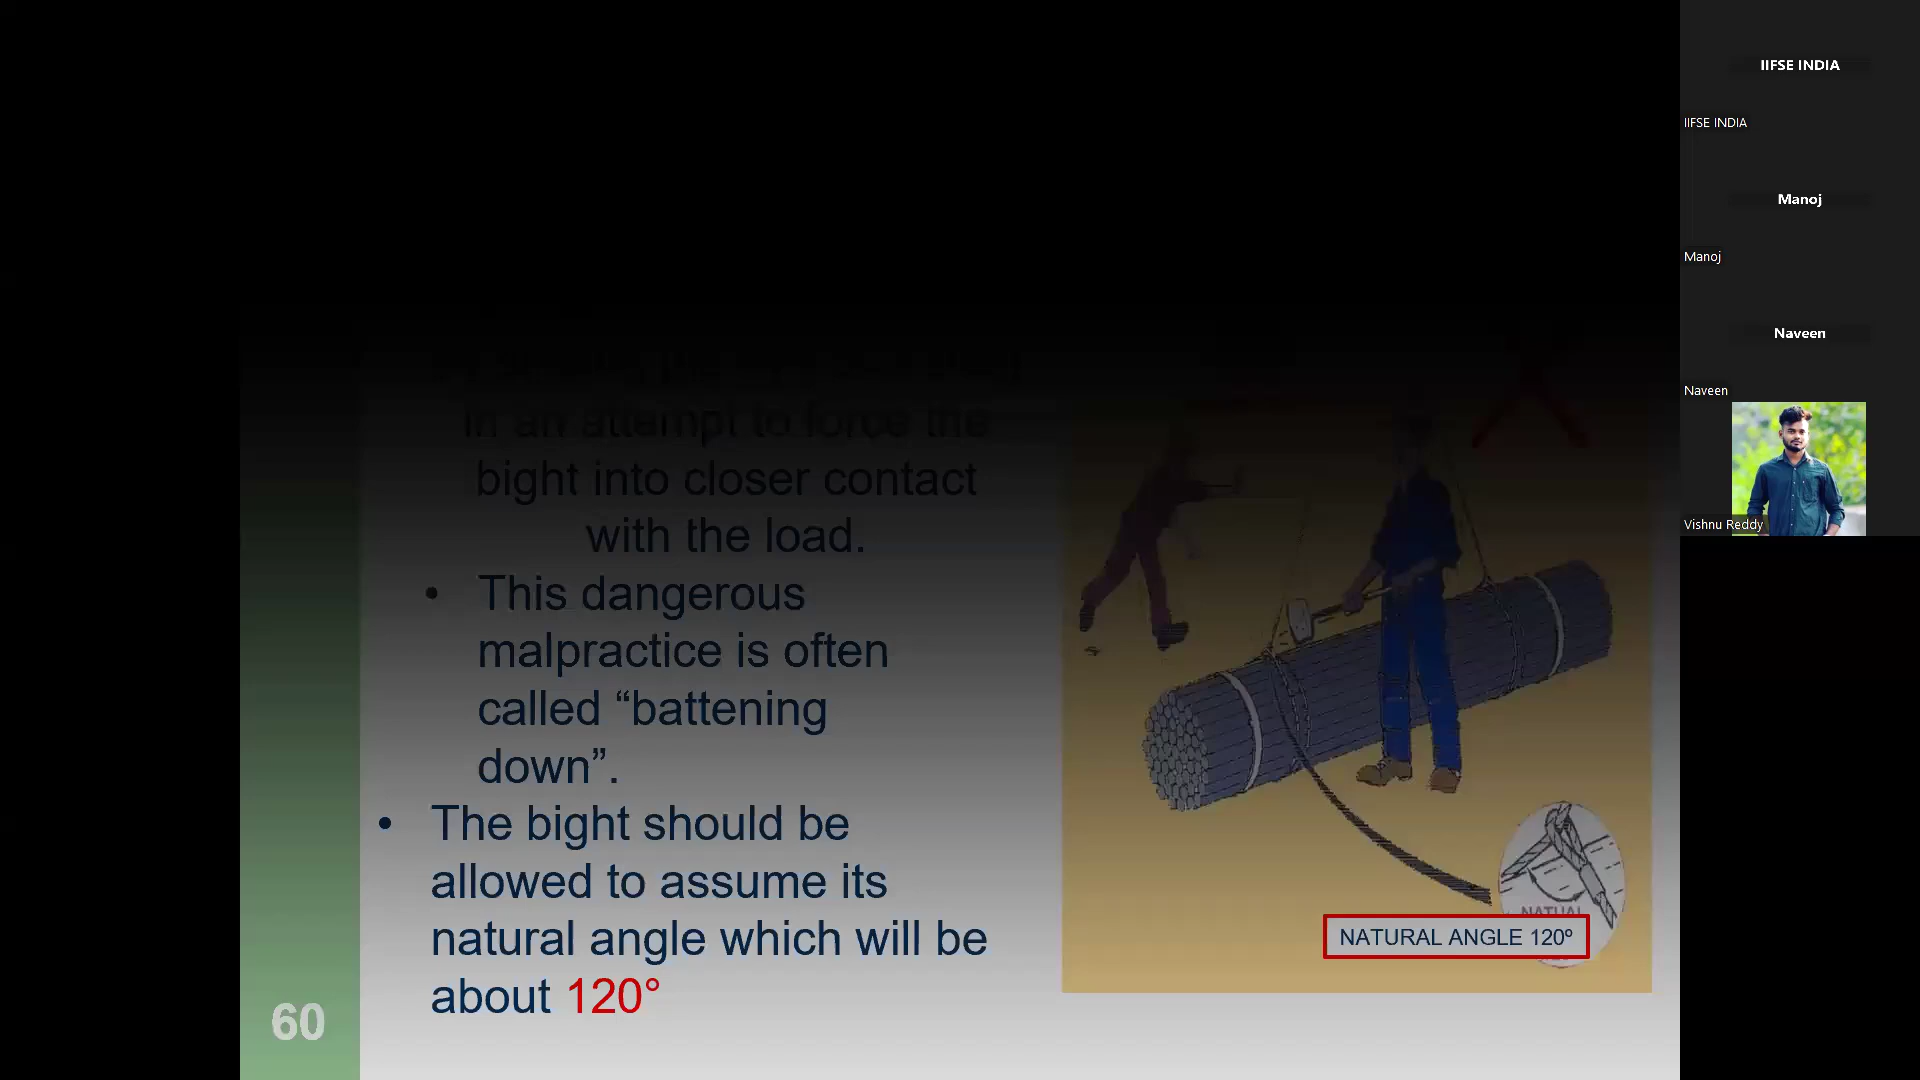 in an attempt to force the
bight into closer contact
with the load.
• This dangerous
malpractice is often
called “battening
down”.
• The bight should be
allowed to assume its
natural angle which will be
about 120°
60
NATURAL ANGLE 120º
IIFSE INDIA
IIFSE INDIA
Manoj
Manoj
Naveen
Naveen
Vishnu Reddy